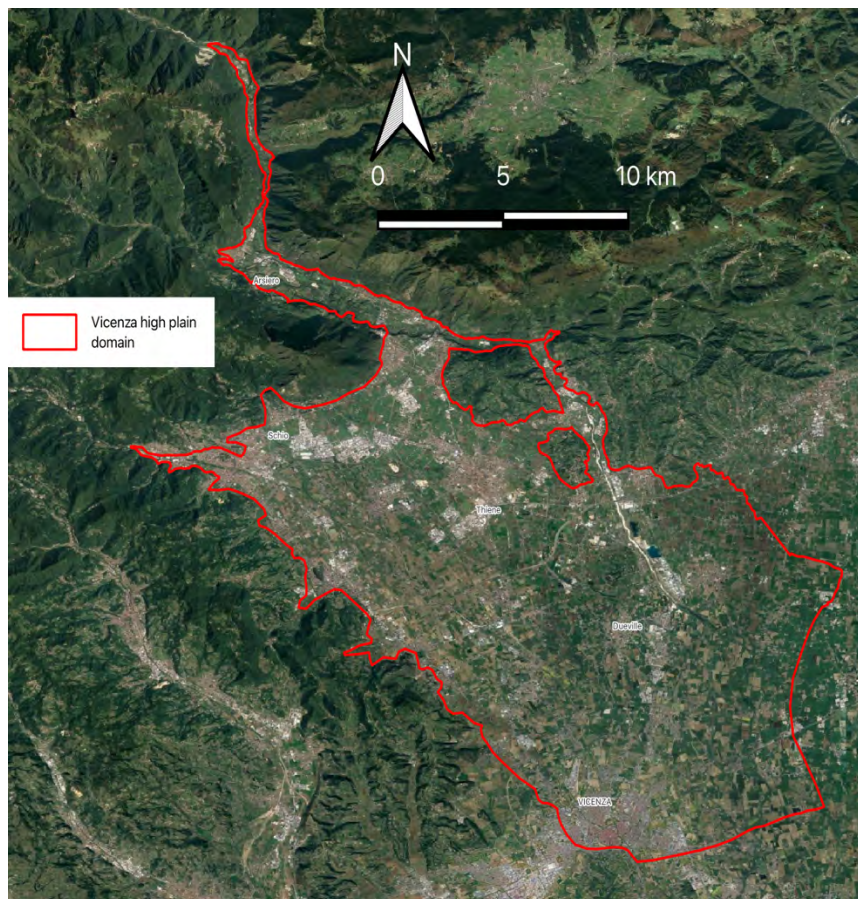 N
0 5 10 km
Arsiero
Vicenza high plain
domain
Schio
Thiene
Dueville
VICENZA